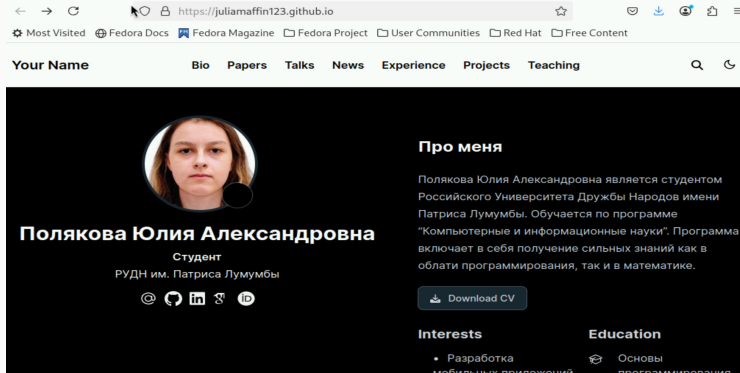 https://juliamaffin123.github.io
Most Visited Fedora Docs Fedora Magazine Fedora Project User Communities Red Hat Free Content
Your Name Bio Papers Talks News Experience Projects Teaching
Полякова Юлия Александровна
Студент
РУДН им. Патриса Лумумбы
Про меня
Полякова Юлия Александровна является студентом
Российского Университета Дружбы Народов имени
Патриса Лумумбы. Обучается по программе
"Компьютерные и информационные науки". Программа
включает в себя получение сильных знаний как в
облати программирования, так и в математике.
Download CV
Interests
Education
Разработка
мобильных приложений
Основы
программирования